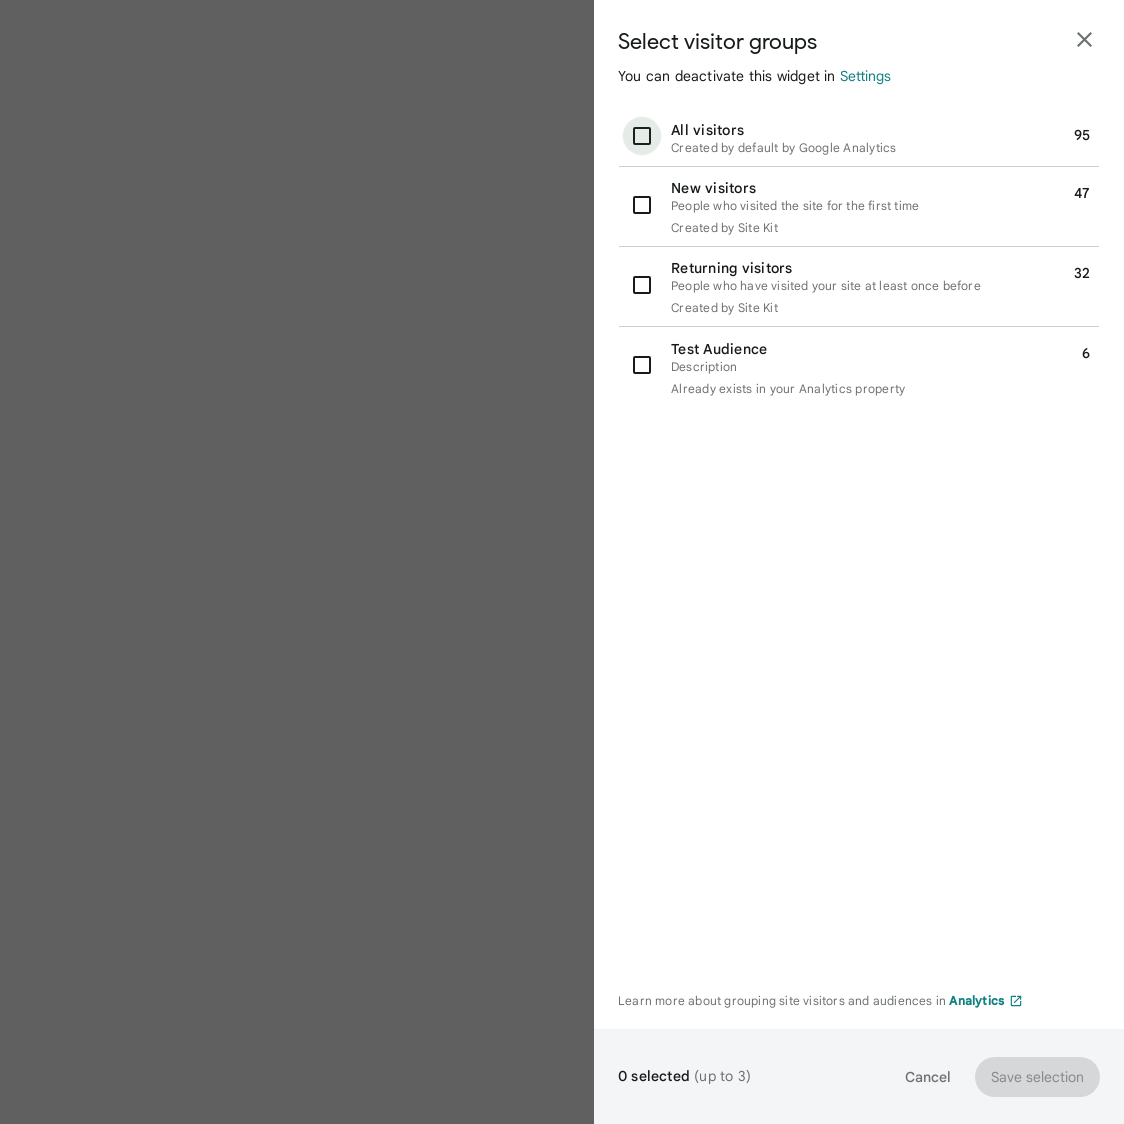 Select visitor groups
You can deactivate this widget in Settings
All visitors 95
Created by default by Google Analytics
New visitors 47
People who visited the site for the first time
Created by Site Kit
Returning visitors 32
People who have visited your site at least once before
Created by Site Kit
Test Audience 6
Description
Already exists in your Analytics property
Learn more about grouping site visitors and audiences in Analytics
0 selected (up to 3) Cancel Save selection